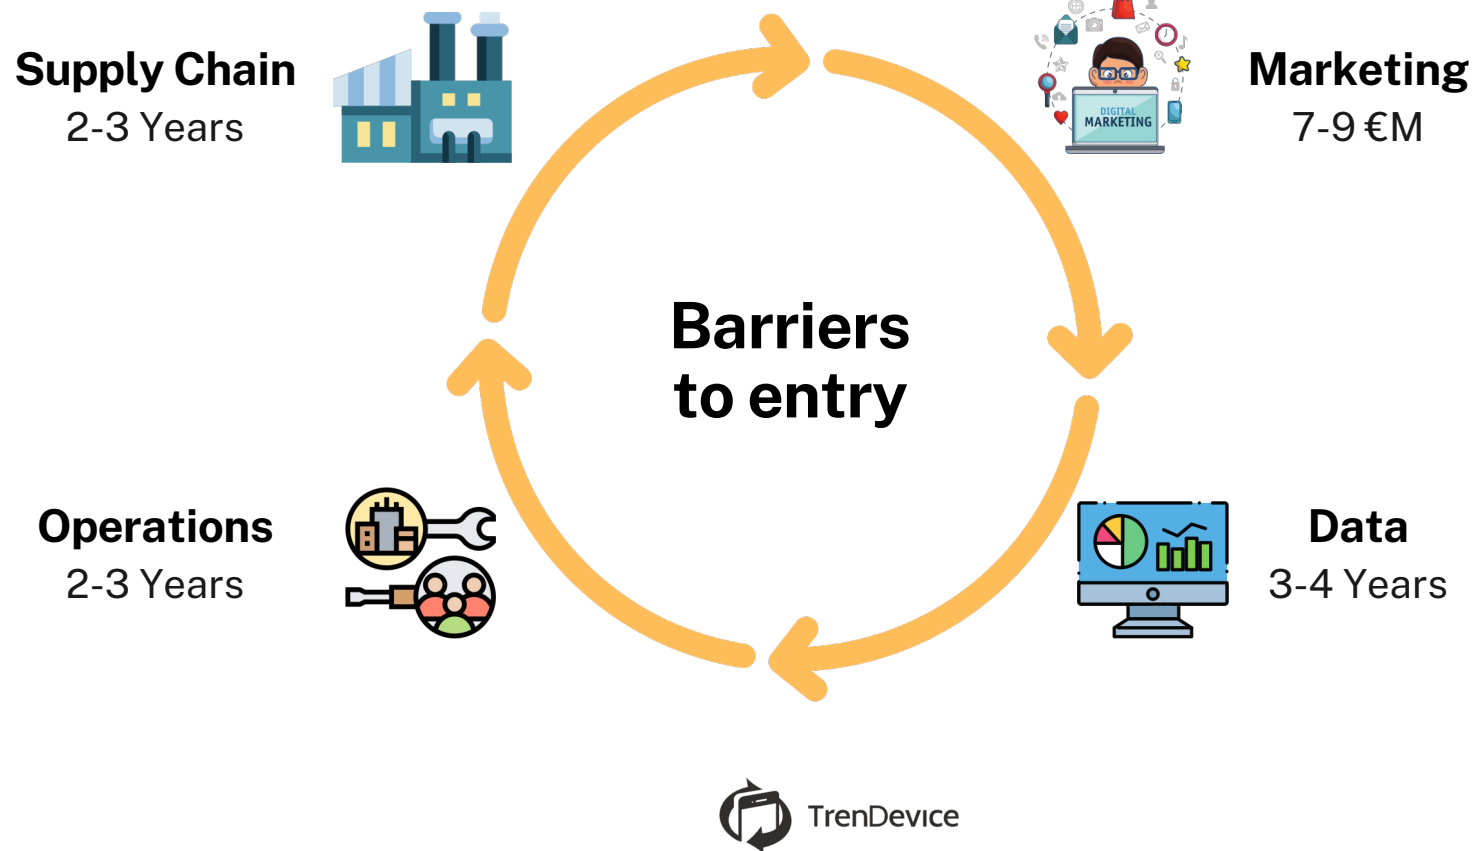 Supply Chain
2-3 Years
DIGITAL
MARKETING
Marketing
7-9 €M
Barriers
to entry
Operations
2-3 Years
Data
3-4 Years
TrenDevice